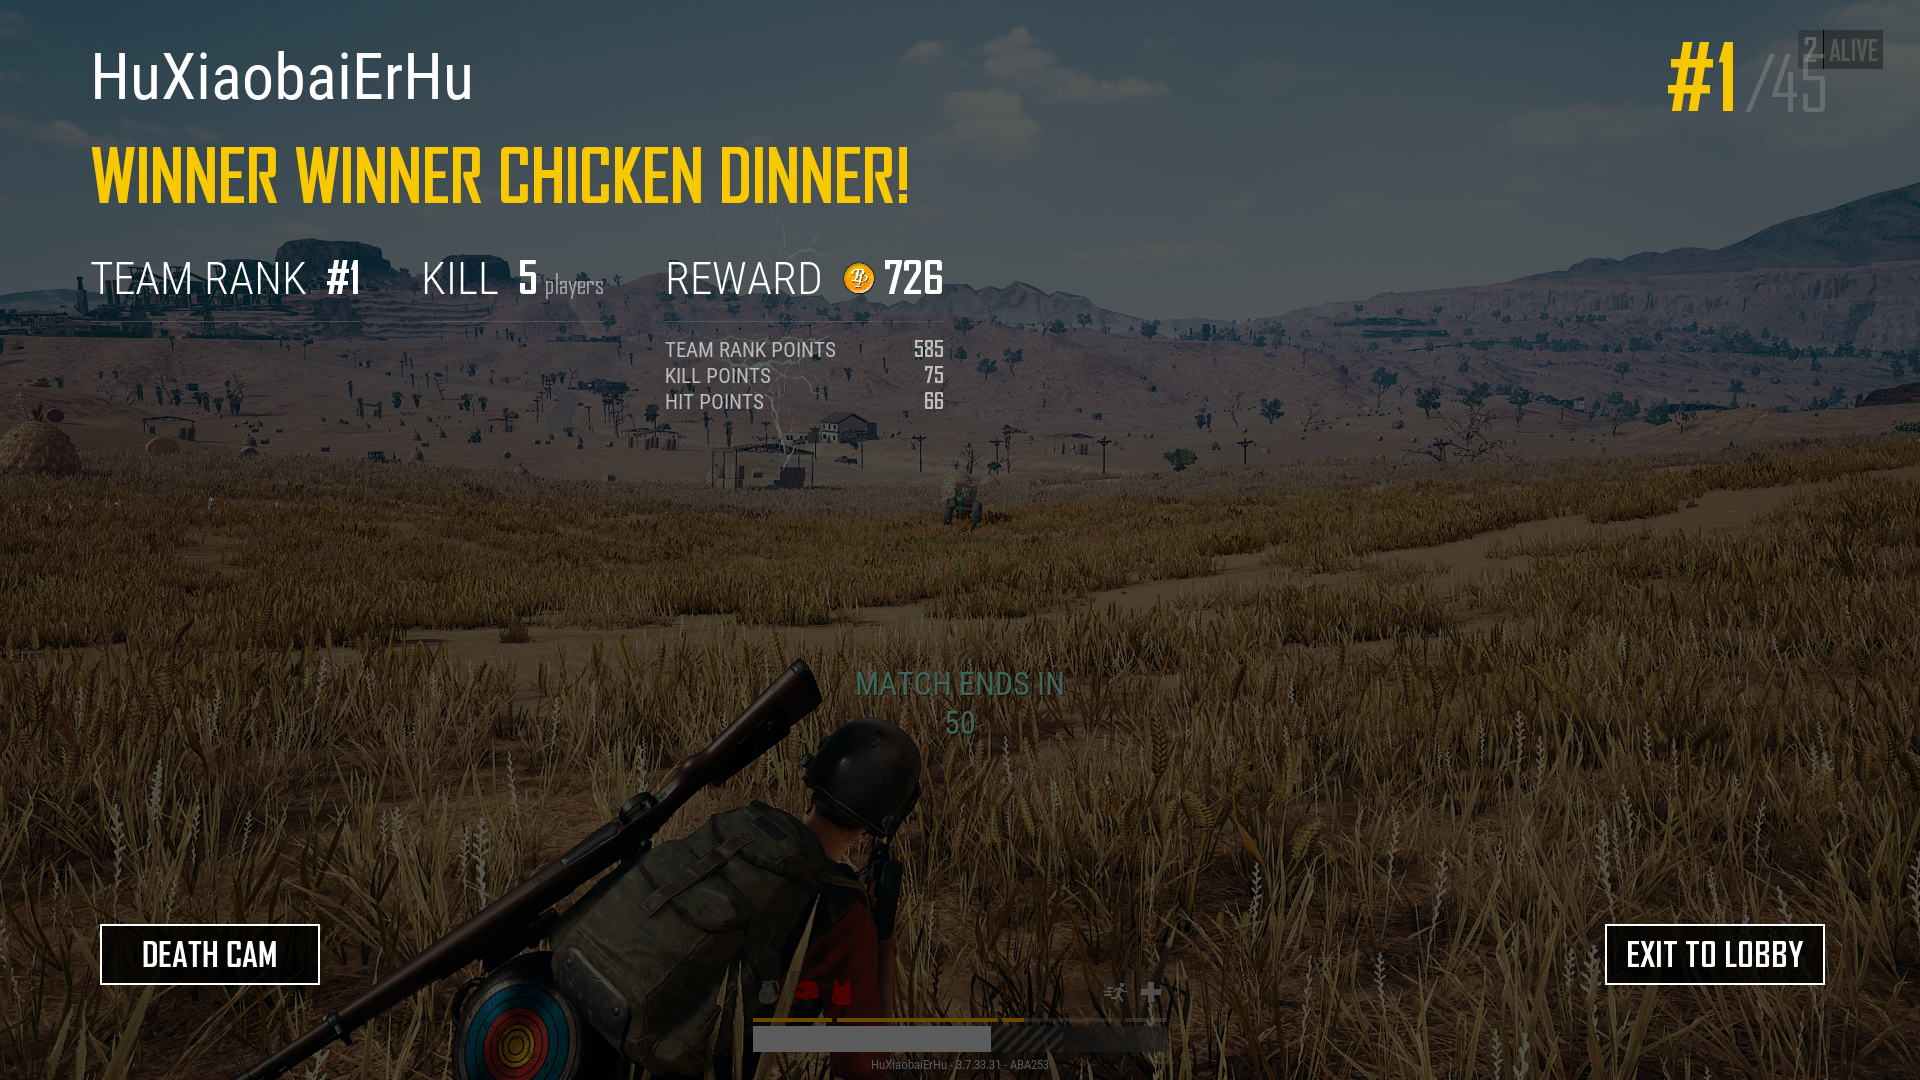 HuXiaobaiErHu
#1/45
2 ALIVE
WINNER WINNER CHICKEN DINNER!
TEAM RANK #1 KILL 5 players REWARD 726
TEAM RANK POINTS 585
KILL POINTS 75
HIT POINTS 66
MATCH ENDS IN
50
DEATH CAM
EXIT TO LOBBY
HuXiaobaiErHu - 3.7.33.31 - ABA253